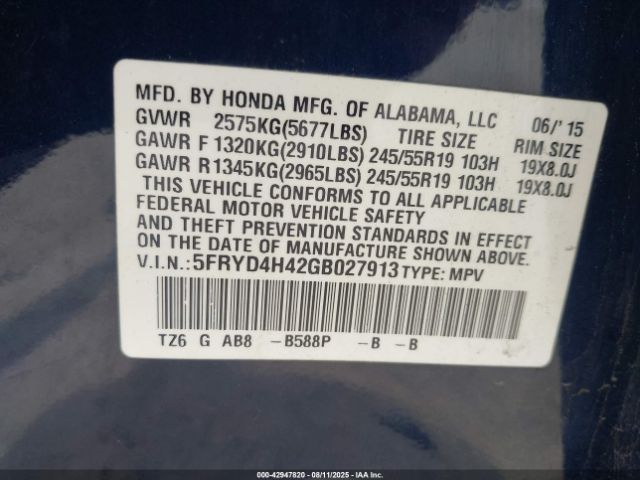 MFD. BY HONDA MFG. OF ALABAMA, LLC 06/'15
GVWR 2575KG(5677LBS) TIRE SIZE RIM SIZE
GAWR F 1320KG(2910LBS) 245/55R19 103H 19X8.0J
GAWR R 1345KG(2965LBS) 245/55R19 103H 19X8.0J
THIS VEHICLE CONFORMS TO ALL APPLICABLE
FEDERAL MOTOR VEHICLE SAFETY
AND THEFT PREVENTION STANDARDS IN EFFECT
ON THE DATE OF MANUFACTURE SHOWN ABOVE.
V.I.N.:5FRYD4H42GB027913 TYPE: MPV
TZ6 G AB8 -B588P -B -B
000-42947820 - 08/11/2025 - IAAI.com